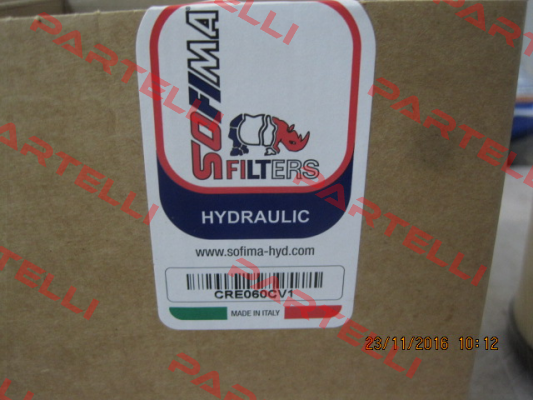 SOFIMA
FILTERS
HYDRAULIC
www.sofima-hyd.com
CRE060CV1
MADE IN ITALY
23/11/2016 10:12
PARTELLI
PARTELLI
PARTELLI
PARTELLI
PARTELLI
PARTELLI